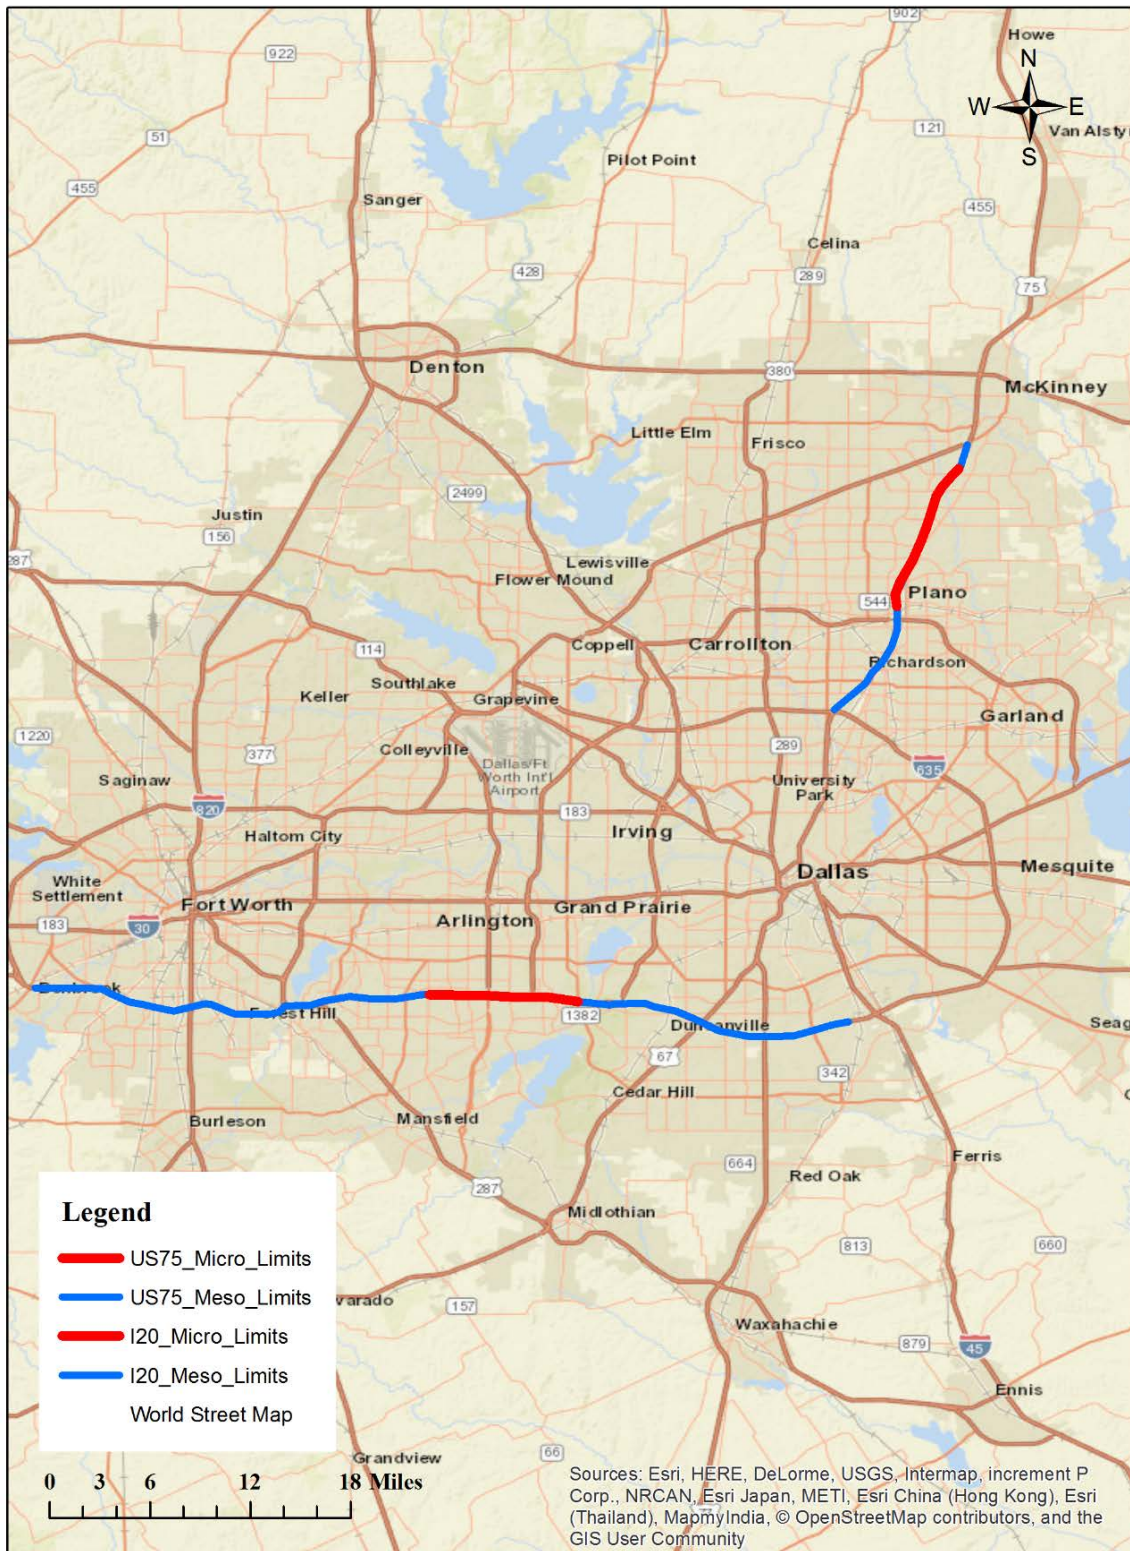 902
Howe
922
N
W
E
S
121
Van Alsty
51
Pilot Point
455
Sanger
455
Celina
428
289
75
Denton
380
McKinney
Little Elm
Frisco
2499
Justin
156
287
Lewisville
Flower Mound
544
Plano
Coppell
Carrollton
114
Richardson
Southlake
Keller
Grapevine
Garland
1220
377
Colleyville
289
Dallas/Ft
Worth Int'l
Airport
635
Saginaw
University
Park
820
183
Haltom City
Irving
White
Settlement
Dallas
Mesquite
Fort Worth
Grand Prairie
183
30
Arlington
Benbrook
Forest Hill
1382
Duncanville
Seag
67
342
Cedar Hill
Burleson
Mansfield
664
Ferris
Red Oak
287
Midlothian
813
660
varado
157
Waxahachie
879
45
Ennis
66
Grandview
77
Legend
US75_Micro_Limits
US75_Meso_Limits
I20_Micro_Limits
I20_Meso_Limits
World Street Map
0 3 6 12 18 Miles
Sources: Esri, HERE, DeLorme, USGS, Intermap, increment P
Corp., NRCAN, Esri Japan, METI, Esri China (Hong Kong), Esri
(Thailand), MapmyIndia, © OpenStreetMap contributors, and the
GIS User Community